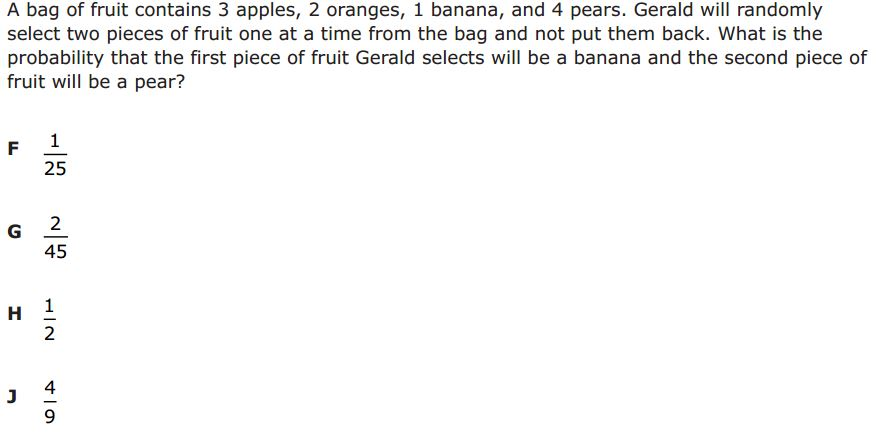 A bag of fruit contains 3 apples, 2 oranges, 1 banana, and 4 pears. Gerald will randomly
select two pieces of fruit one at a time from the bag and not put them back. What is the
probability that the first piece of fruit Gerald selects will be a banana and the second piece of
fruit will be a pear?
F 1/25
G 2/45
H 1/2
J 4/9